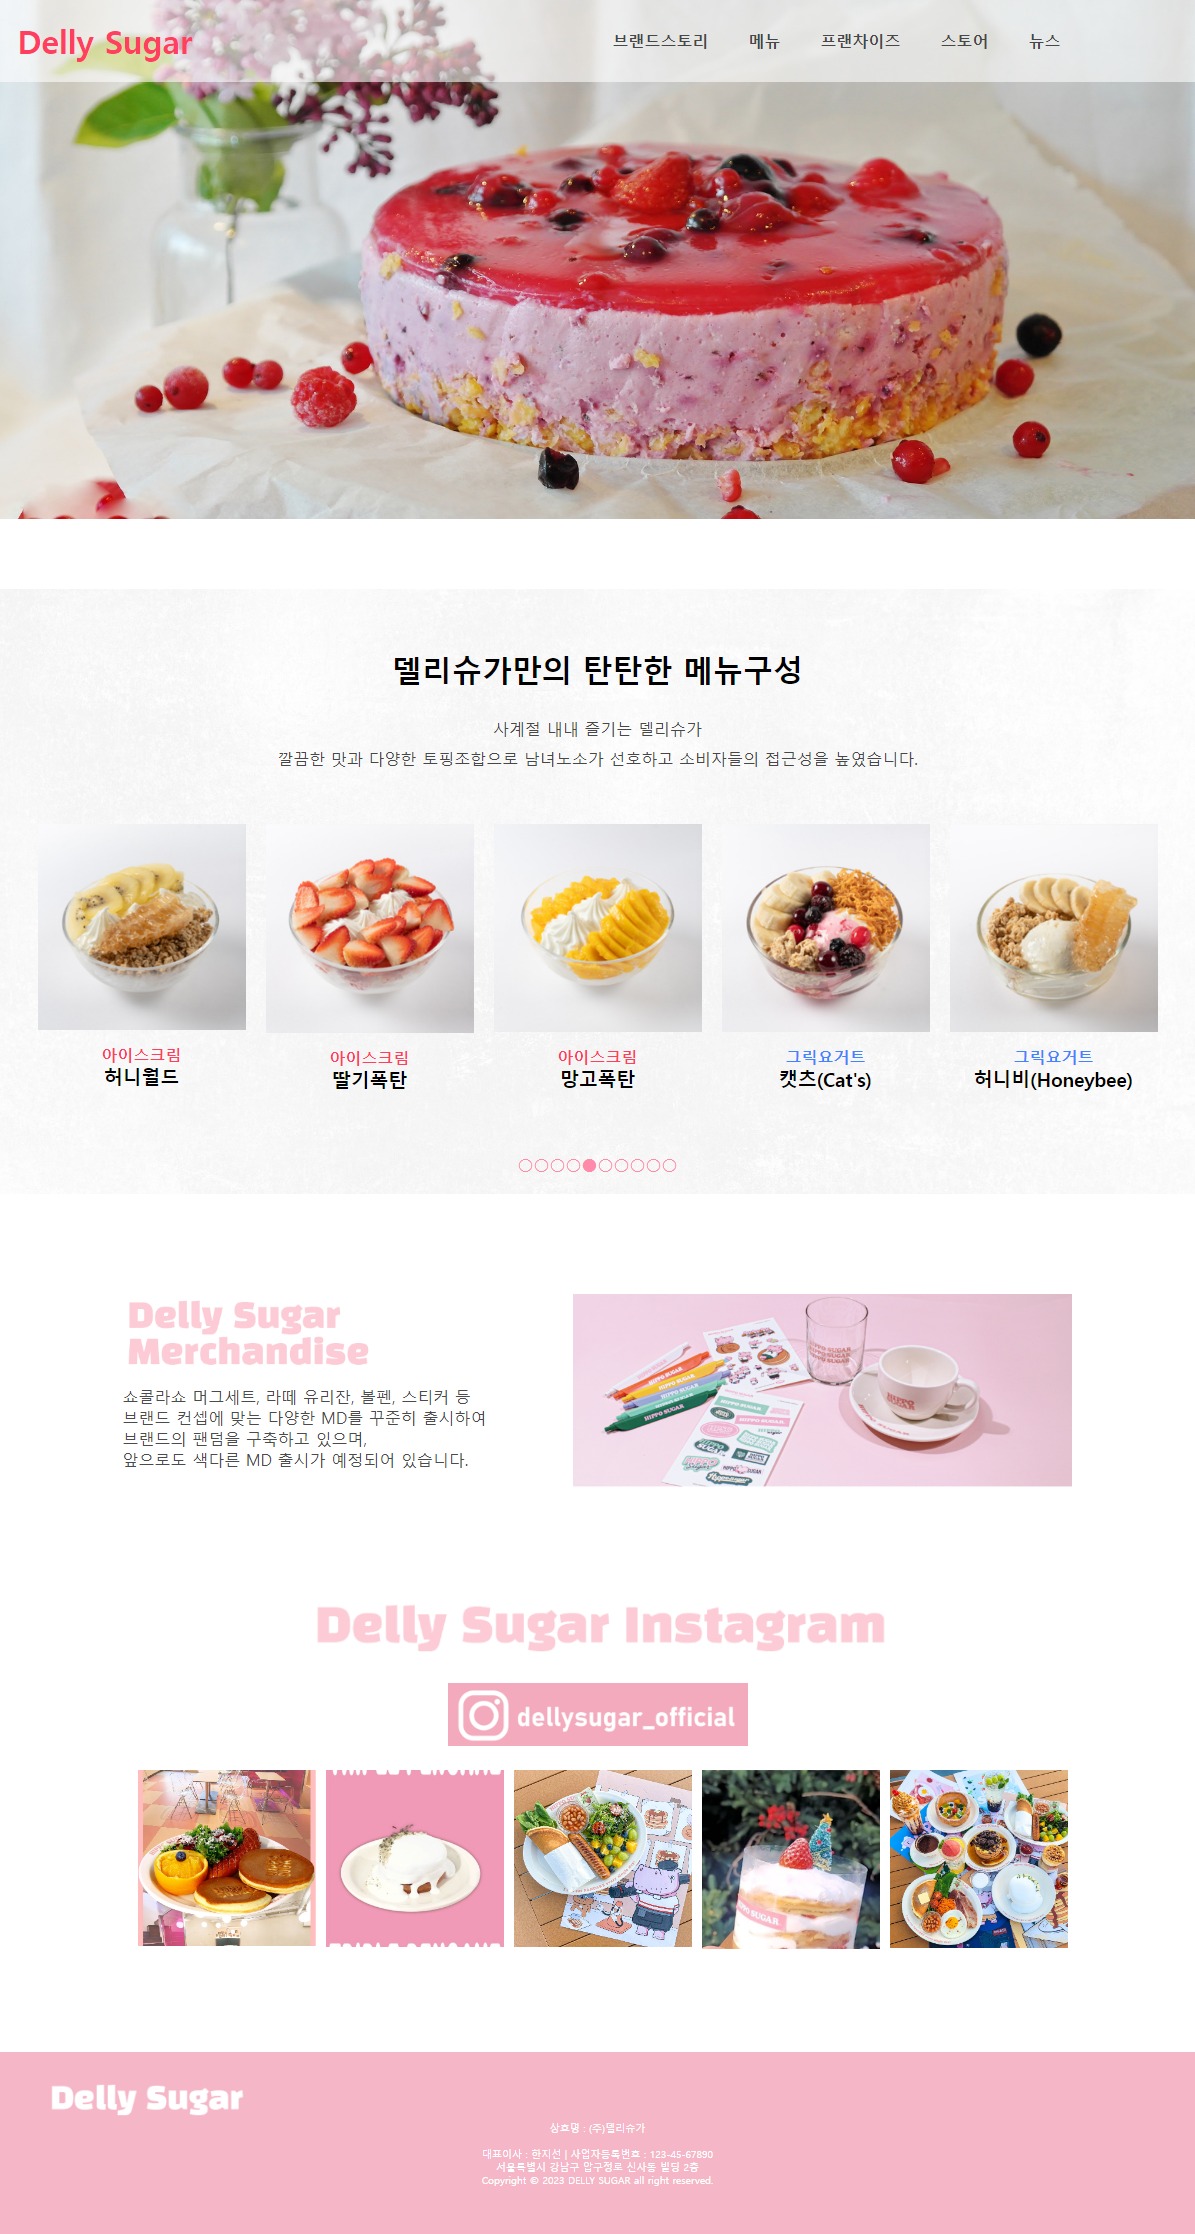 Delly Sugar
브랜드스토리 메뉴 프랜차이즈 스토어 뉴스
델리슈가만의 탄탄한 메뉴구성
사계절 내내 즐기는 델리슈가
깔끔한 맛과 다양한 토핑조합으로 남녀노소가 선호하고 소비자들의 접근성을 높였습니다.
아이스크림
허니월드
아이스크림
딸기폭탄
아이스크림
망고폭탄
그릭요거트
캣츠(Cat's)
그릭요거트
허니비(Honeybee)
Delly Sugar
Merchandise
쇼콜라쇼 머그세트, 라떼 유리잔, 볼펜, 스티커 등
브랜드 컨셉에 맞는 다양한 MD를 꾸준히 출시하여
브랜드의 팬덤을 구축하고 있으며,
앞으로도 색다른 MD 출시가 예정되어 있습니다.
HIPPO SUGAR
HIPPO SUGAR
HIPPO SUGAR
HIPPO SUGAR
Delly Sugar Instagram
dellysugar_official
HIPPO SUGAR
Delly Sugar
상호명 : (주)델리슈가
대표이사 : 한지선 | 사업자등록번호 : 123-45-67890
서울특별시 강남구 압구정로 신사동 빌딩 2층
Copyright © 2023 DELLY SUGAR all right reserved.